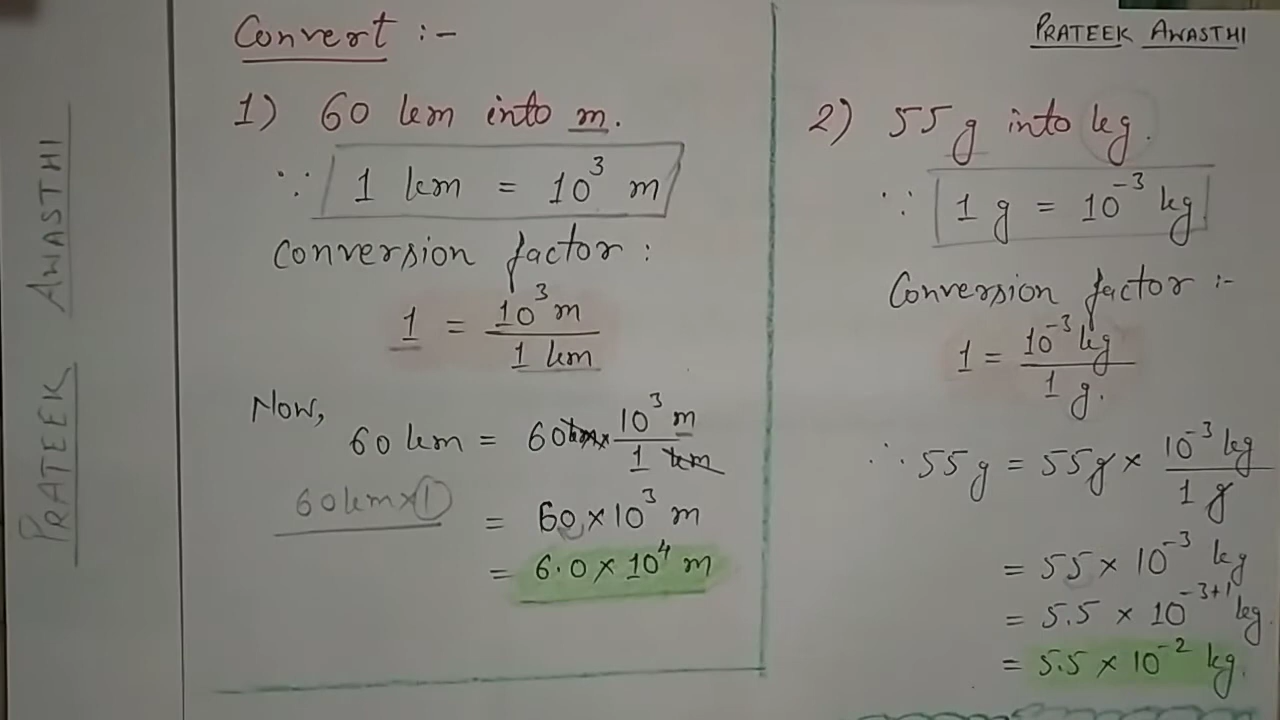 PRATEEK AWASTHI
Convert :-
1) 60 km into m.
∵ 1 km = 10³ m
Conversion factor :
1 = 10³ m / 1 km
Now,
60 km = 60 km × 10³ m / 1 km
60 km × 1
= 60 × 10³ m
= 6.0 × 10⁴ m
PRATEEK AWASTHI
2) 55 g into kg.
∵ 1 g = 10⁻³ kg
Conversion factor :-
1 = 10⁻³ kg / 1 g.
∴ 55 g = 55 g × 10⁻³ kg / 1 g
= 55 × 10⁻³ kg
= 5.5 × 10⁻³⁺¹ kg
= 5.5 × 10⁻² kg.